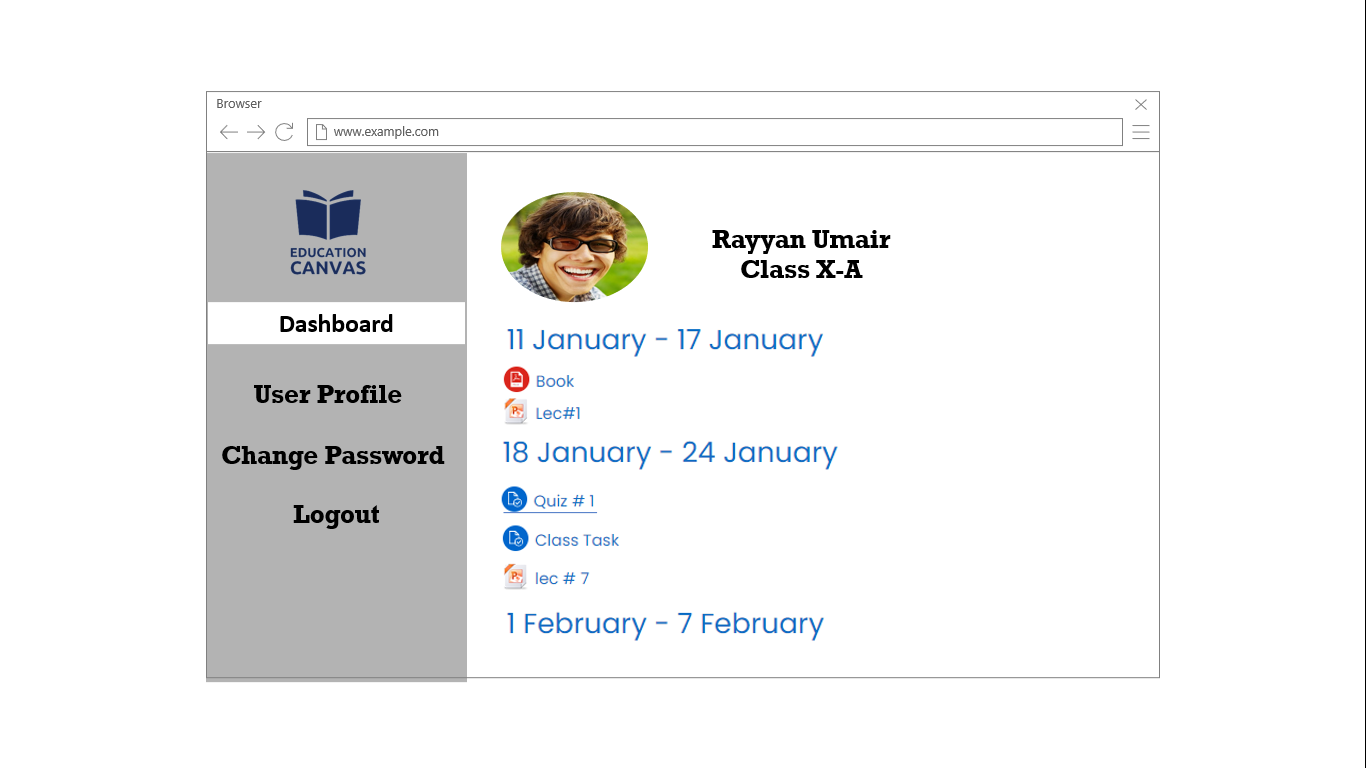 Browser
www.example.com
EDUCATION
CANVAS
Dashboard
User Profile
Change Password
Logout
Rayyan Umair
Class X-A
11 January - 17 January
Book
Lec#1
18 January - 24 January
Quiz # 1
Class Task
lec # 7
1 February - 7 February